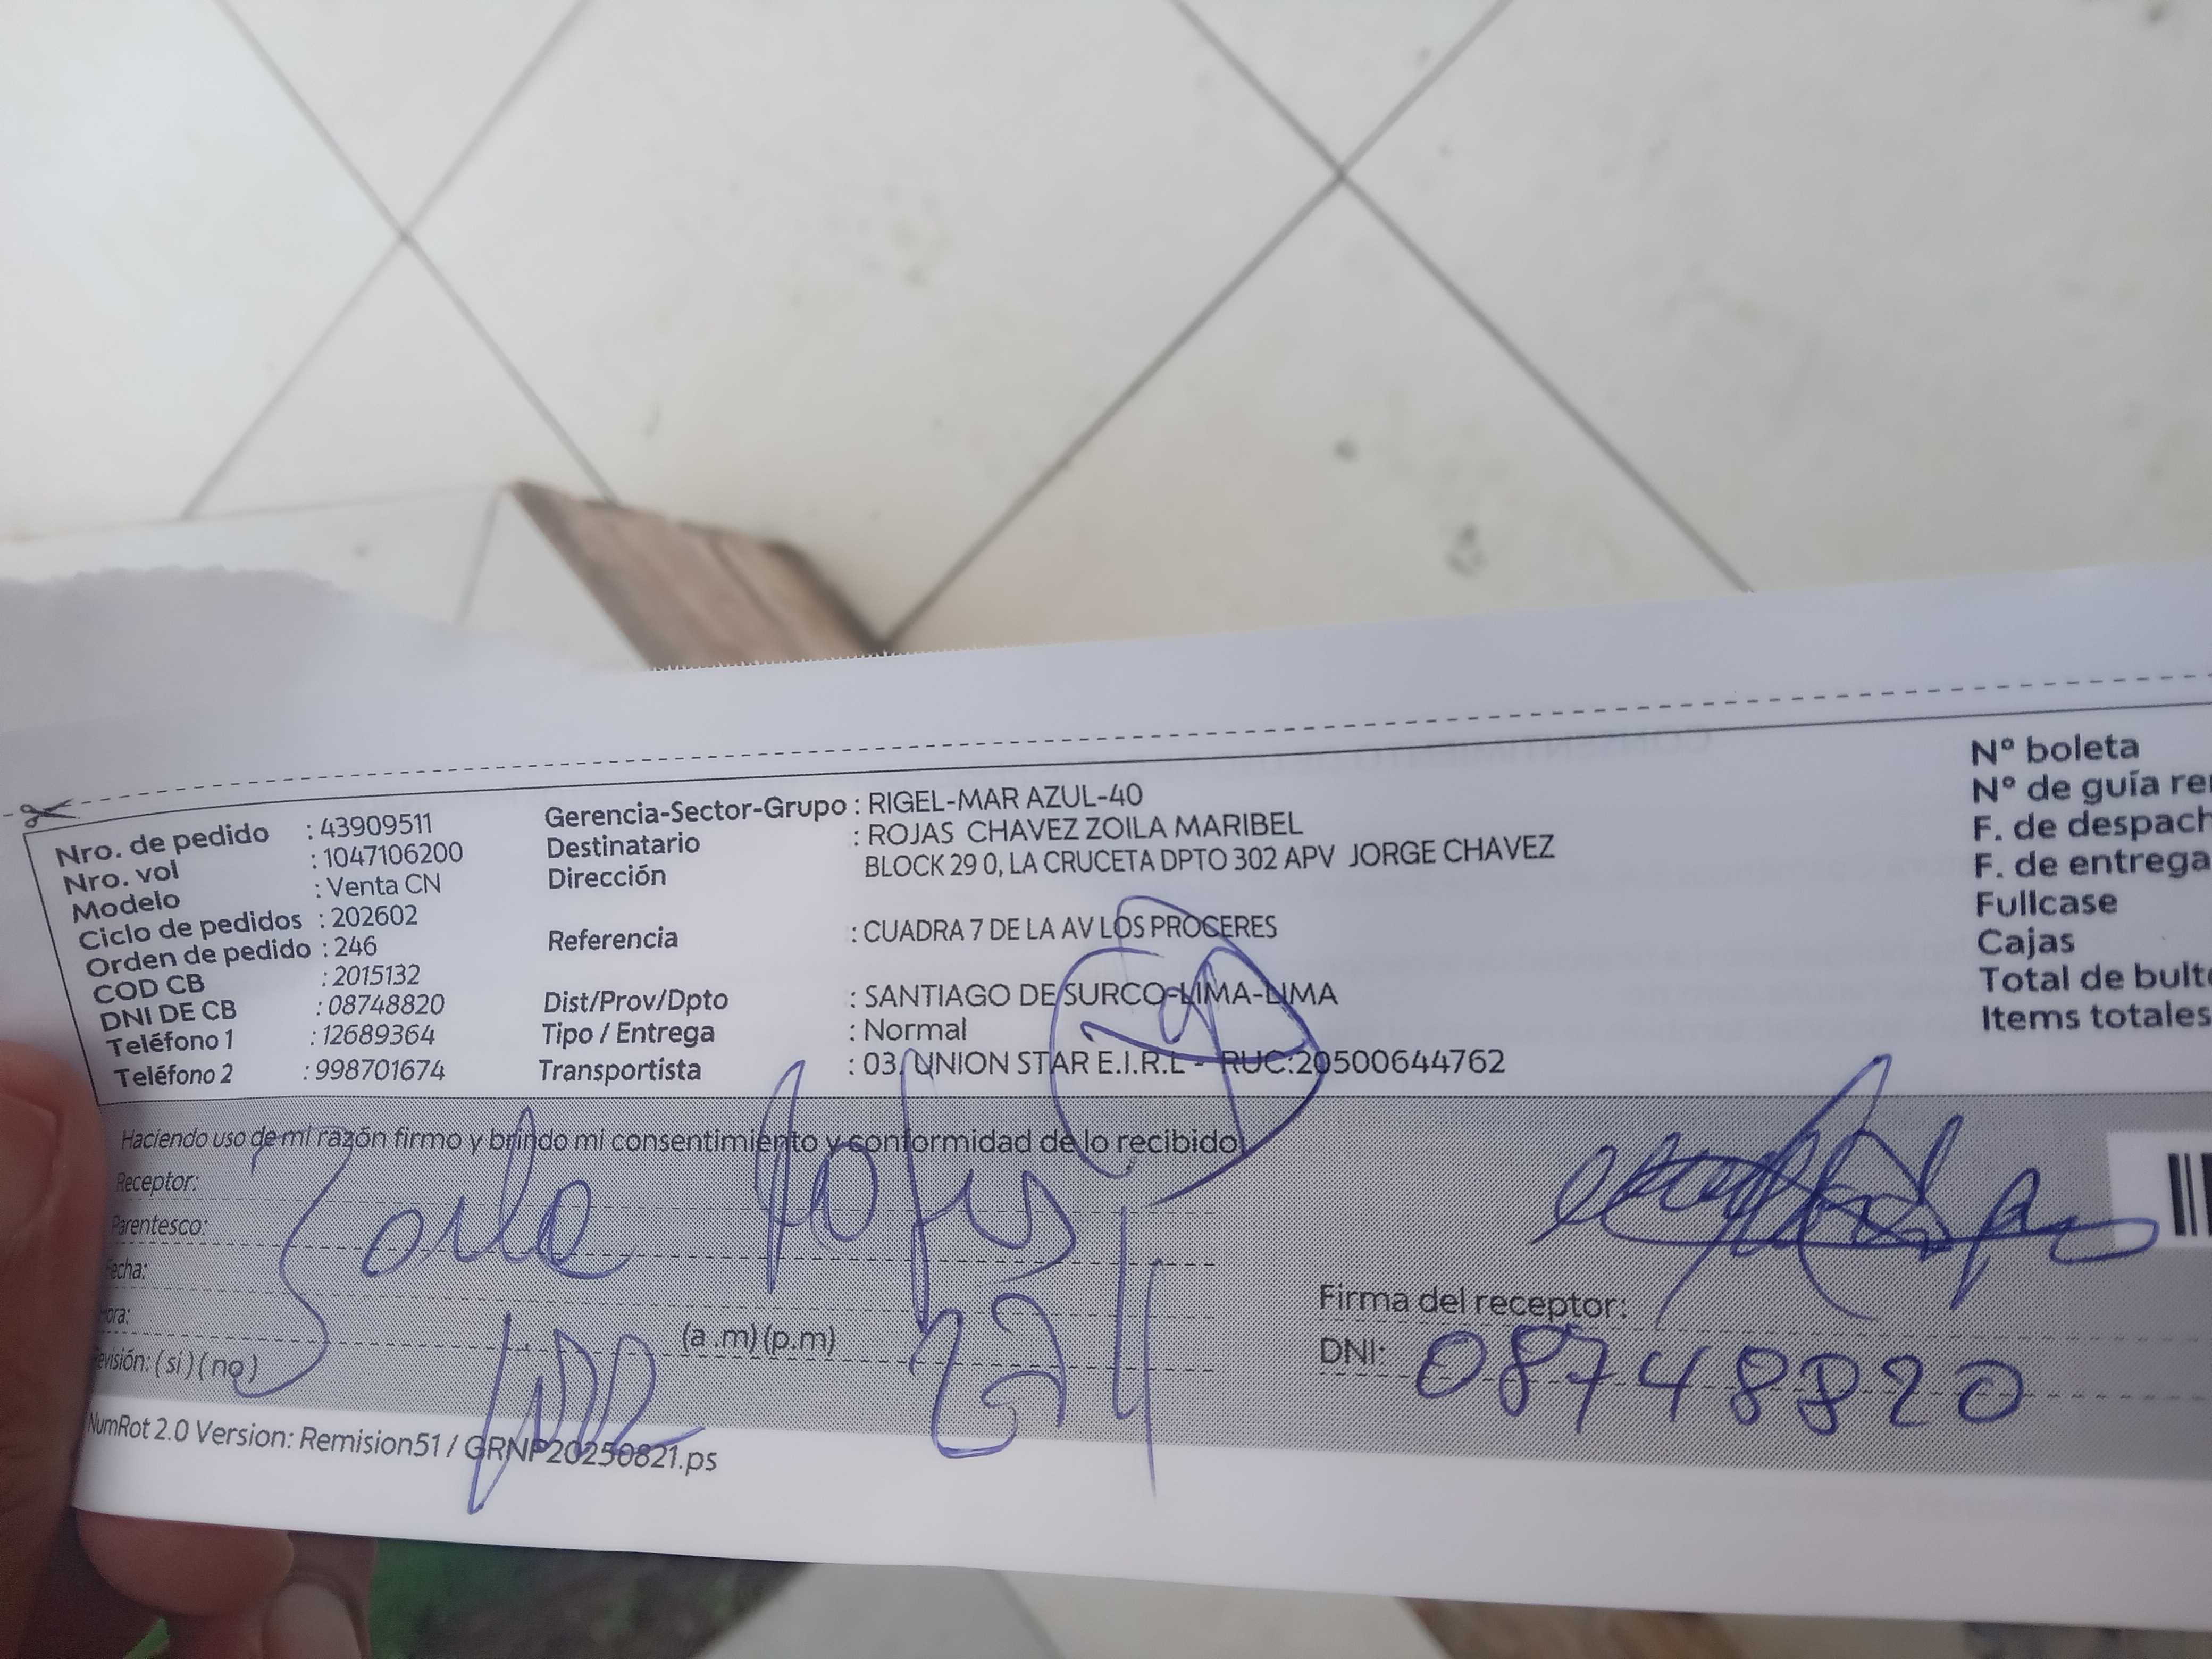 Nro. de pedido : 43909511
Nro. vol : 1047106200
Modelo : Venta CN
Ciclo de pedidos : 202602
Orden de pedido : 246
COD CB : 2015132
DNI DE CB : 08748820
Teléfono 1 : 12689364
Teléfono 2 : 998701674
Gerencia-Sector-Grupo : RIGEL-MAR AZUL-40
Destinatario : ROJAS CHAVEZ ZOILA MARIBEL
Dirección BLOCK 29 0, LA CRUCETA DPTO 302 APV JORGE CHAVEZ
Referencia : CUADRA 7 DE LA AV LOS PROCERES
Dist/Prov/Dpto : SANTIAGO DE SURCO-LIMA-LIMA
Tipo / Entrega : Normal
Transportista : 03. UNION STAR E.I.R.L - RUC:20500644762
N° boleta
N° de guía re
F. de despach
F. de entrega
Fullcase
Cajas
Total de bult
Items totales
Haciendo uso de mi razón firmo y brindo mi consentimiento y conformidad de lo recibido
Receptor:
Parentesco:
Fecha:
Hora: (a.m) (p.m)
Revisión: (si) (no)
Zoila Rojas
Firma del receptor:
DNI: 08748820
NumRot 2.0 Version: Remision51 / GRNP20250821.ps